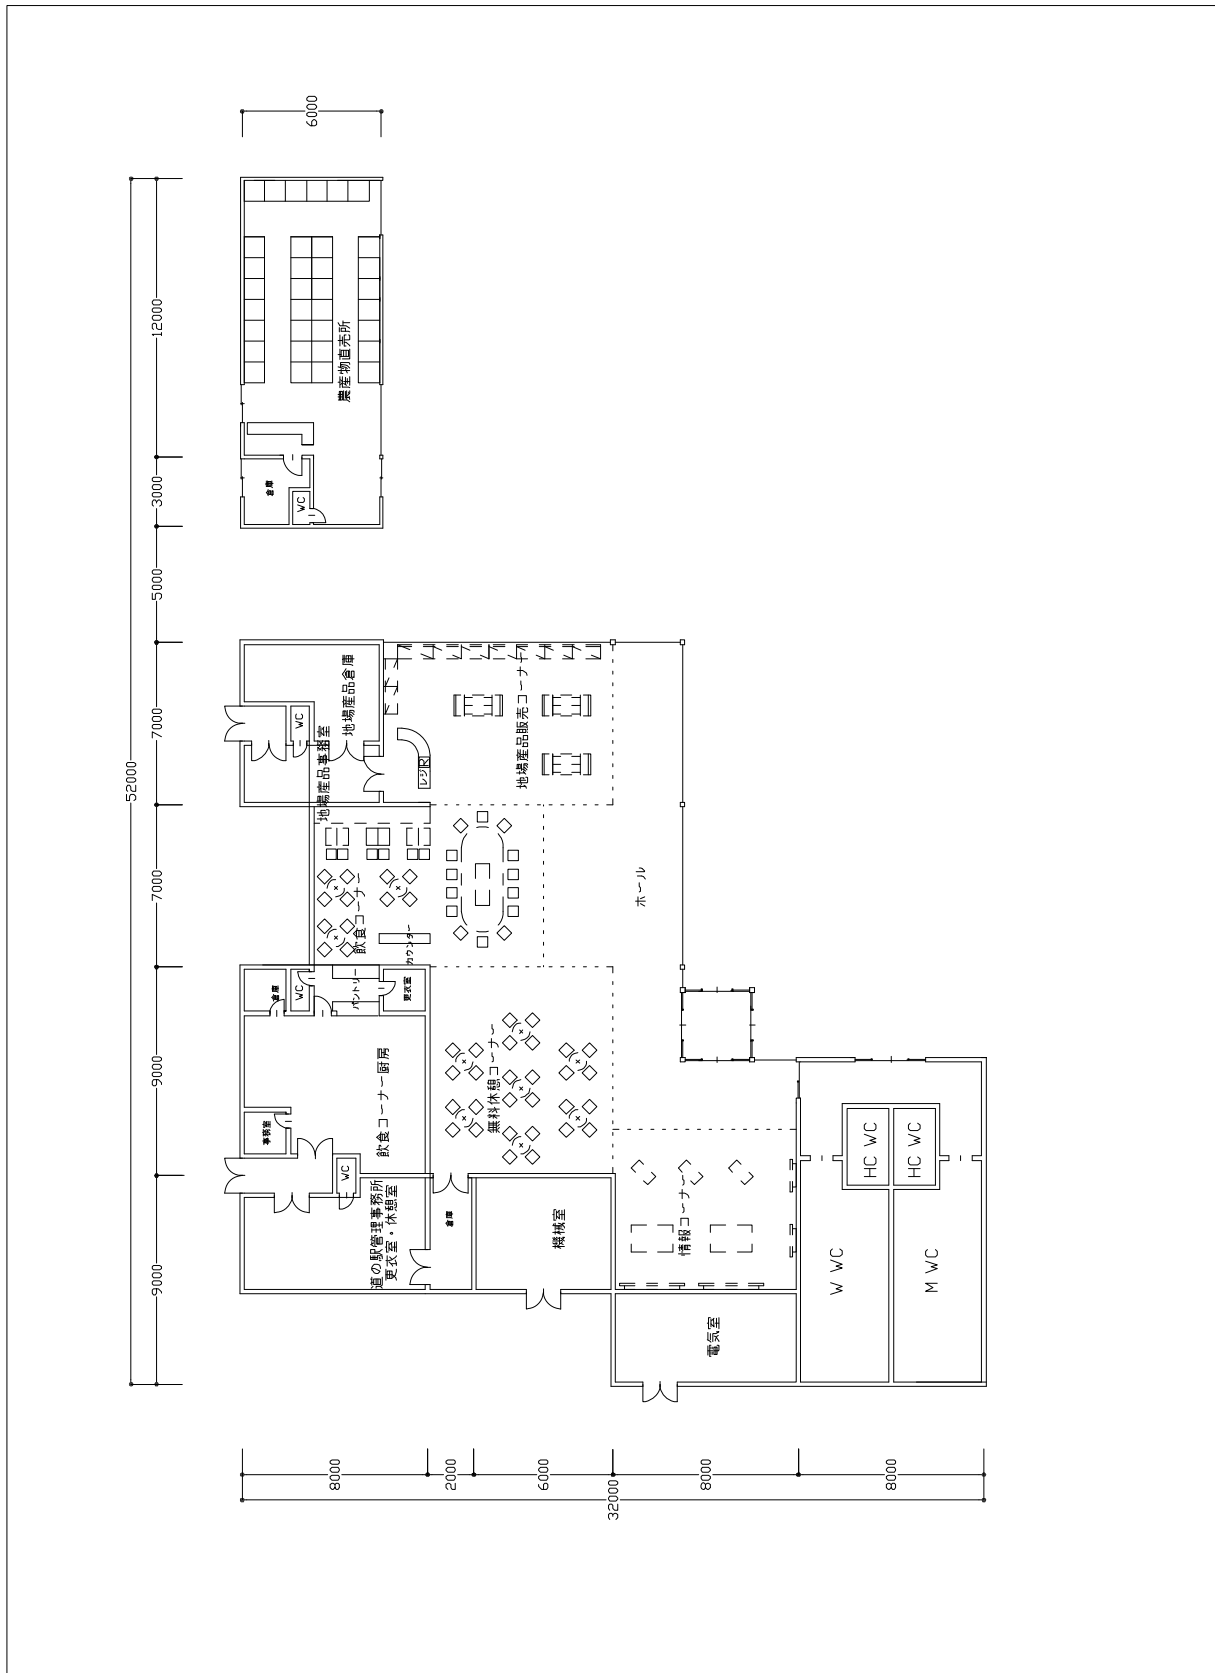 52000
9000
9000
7000
7000
5000
3000
12000
6000
32000
8000
2000
6000
8000
8000
農産物直売所
倉庫
WC
地場産品倉庫
WC
地場産品事務室
レジ
R
地場産品販売コーナー
飲食コーナー
カウンター
ホール
倉庫
WC
パントリー
更衣室
飲食コーナー厨房
事務室
WC
無料休憩コーナー
道の駅管理事務所
更衣室・休憩室
倉庫
機械室
情報コーナー
電気室
HC WC
HC WC
W WC
M WC